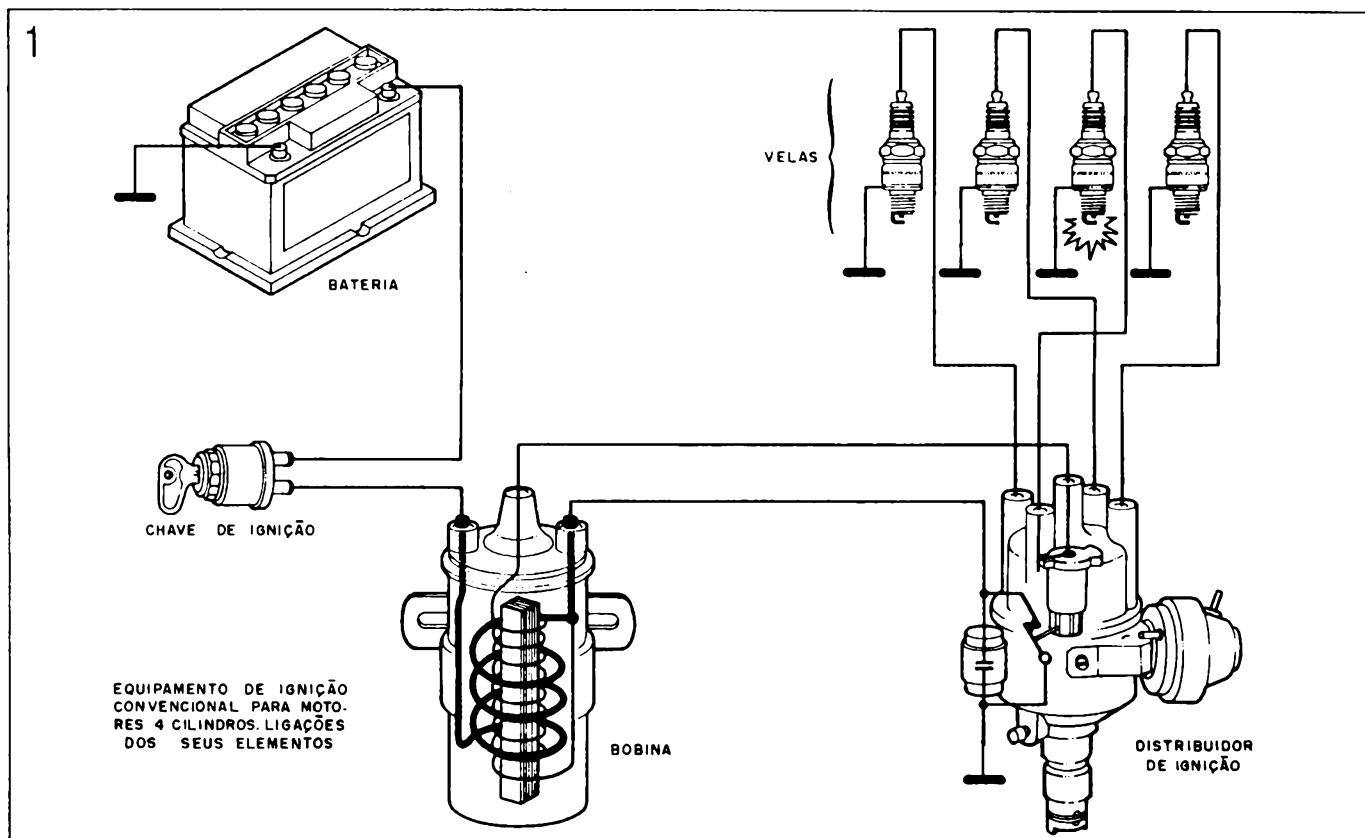 1
BATERIA
VELAS
CHAVE DE IGNIÇÃO
EQUIPAMENTO DE IGNIÇÃO
CONVENCIONAL PARA MOTO-
RES 4 CILINDROS. LIGAÇÕES
DOS SEUS ELEMENTOS
BOBINA
DISTRIBUIDOR
DE IGNIÇÃO